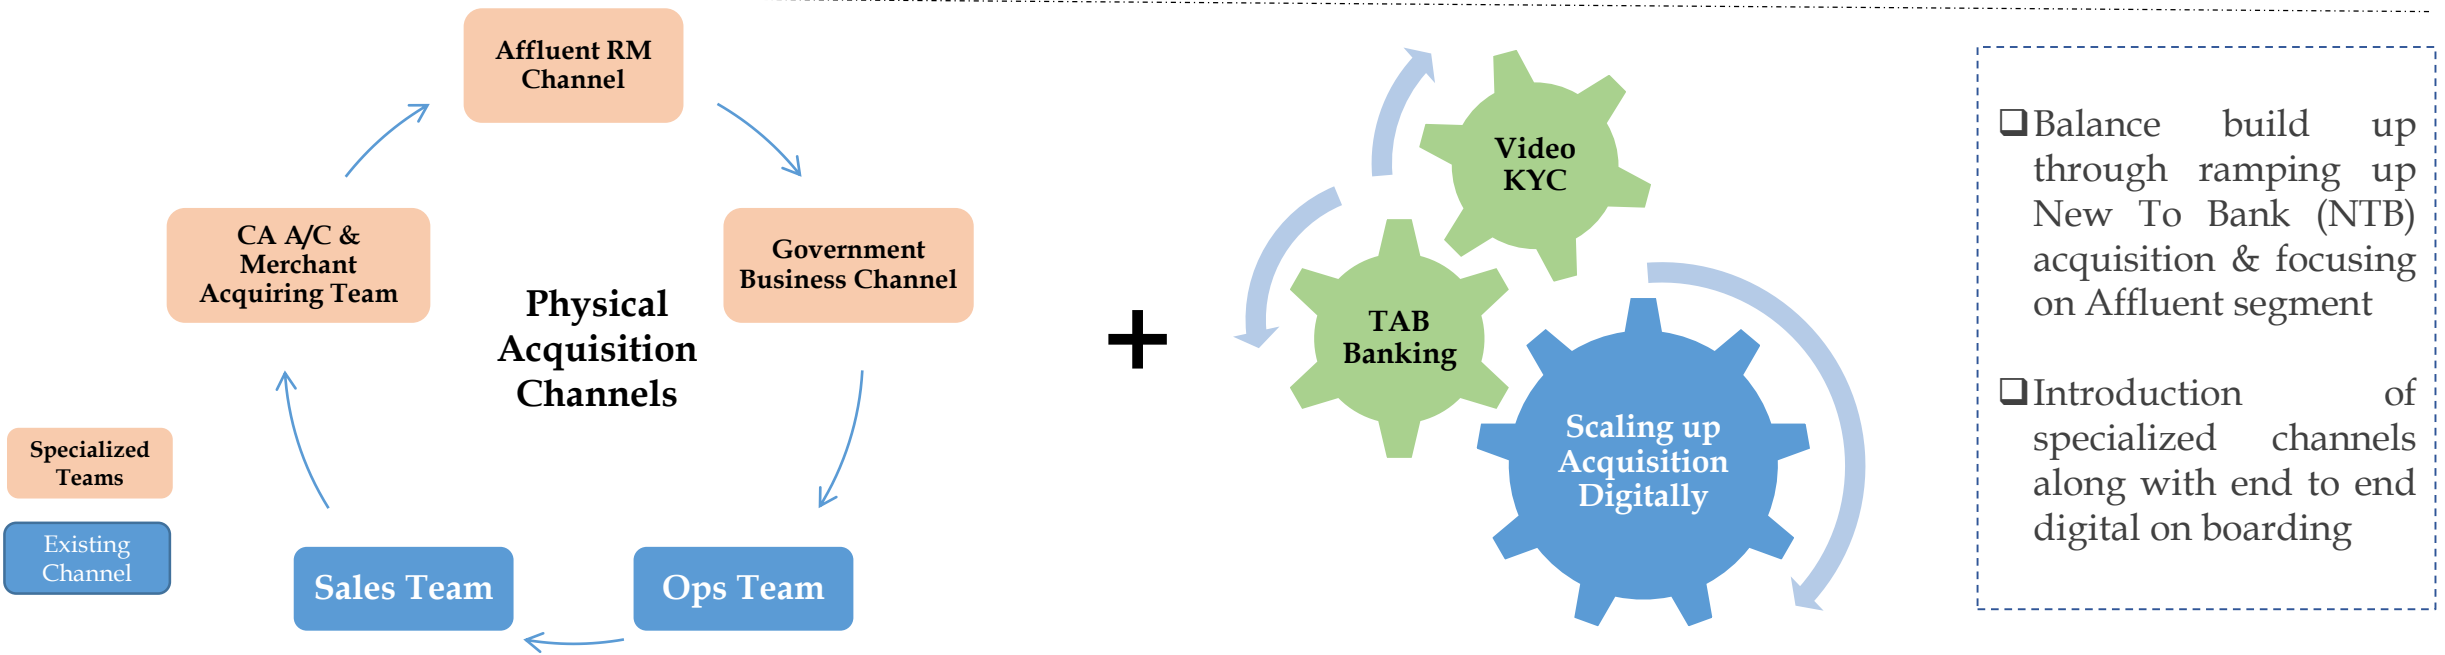 Affluent RM
Channel
CA A/C &
Merchant
Acquiring Team
Government
Business Channel
Physical
Acquisition
Channels
Specialized
Teams
Existing
Channel
Sales Team
Ops Team
+
Video
KYC
TAB
Banking
Scaling up
Acquisition
Digitally
❑Balance build up
through ramping up
New To Bank (NTB)
acquisition & focusing
on Affluent segment
❑Introduction of
specialized channels
along with end to end
digital on boarding